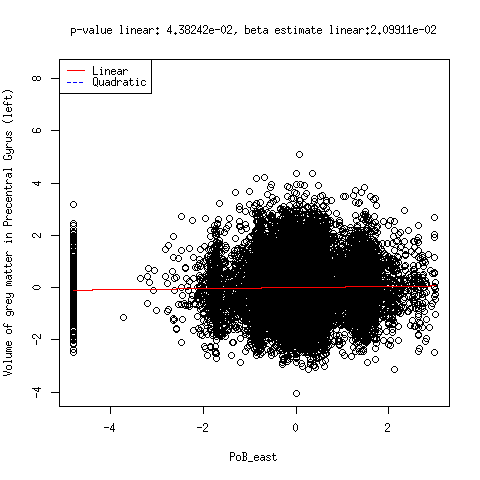 p-value linear: 4.38242e-02, beta estimate linear:2.09911e-02
Linear
Quadratic
Volume of grey matter in Precentral Gyrus (left)
8
6
4
2
0
-2
-4
-4 -2 0 2
PoB_east